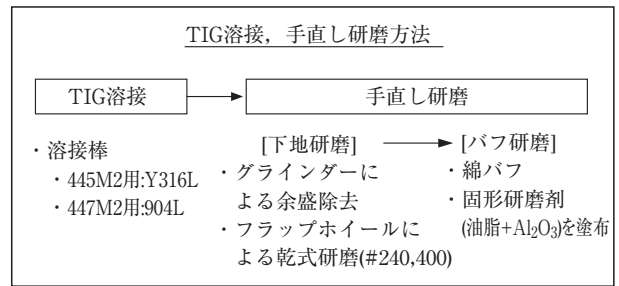 TIG溶接，手直し研磨方法
TIG溶接
手直し研磨
・溶接棒
・445M2用:Y316L
・447M2用:904L
[下地研磨]
・グラインダーに
よる余盛除去
・フラップホイールに
よる乾式研磨(#240,400)
[バフ研磨]
・綿バフ
・固形研磨剤
(油脂+Al₂O₃)を塗布